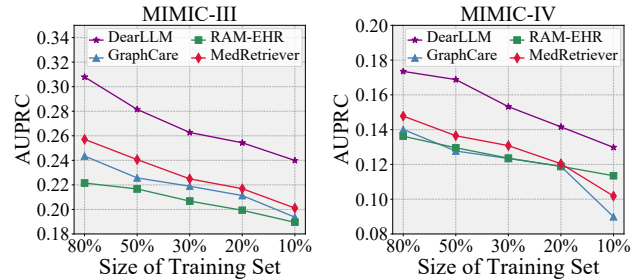 MIMIC-III
AUPRC
0.34
0.32
0.30
0.28
0.26
0.24
0.22
0.20
0.18
DearLLM RAM-EHR
GraphCare MedRetriever
80% 50% 30% 20% 10%
Size of Training Set
MIMIC-IV
AUPRC
0.20
0.18
0.16
0.14
0.12
0.10
0.08
DearLLM RAM-EHR
GraphCare MedRetriever
80% 50% 30% 20% 10%
Size of Training Set